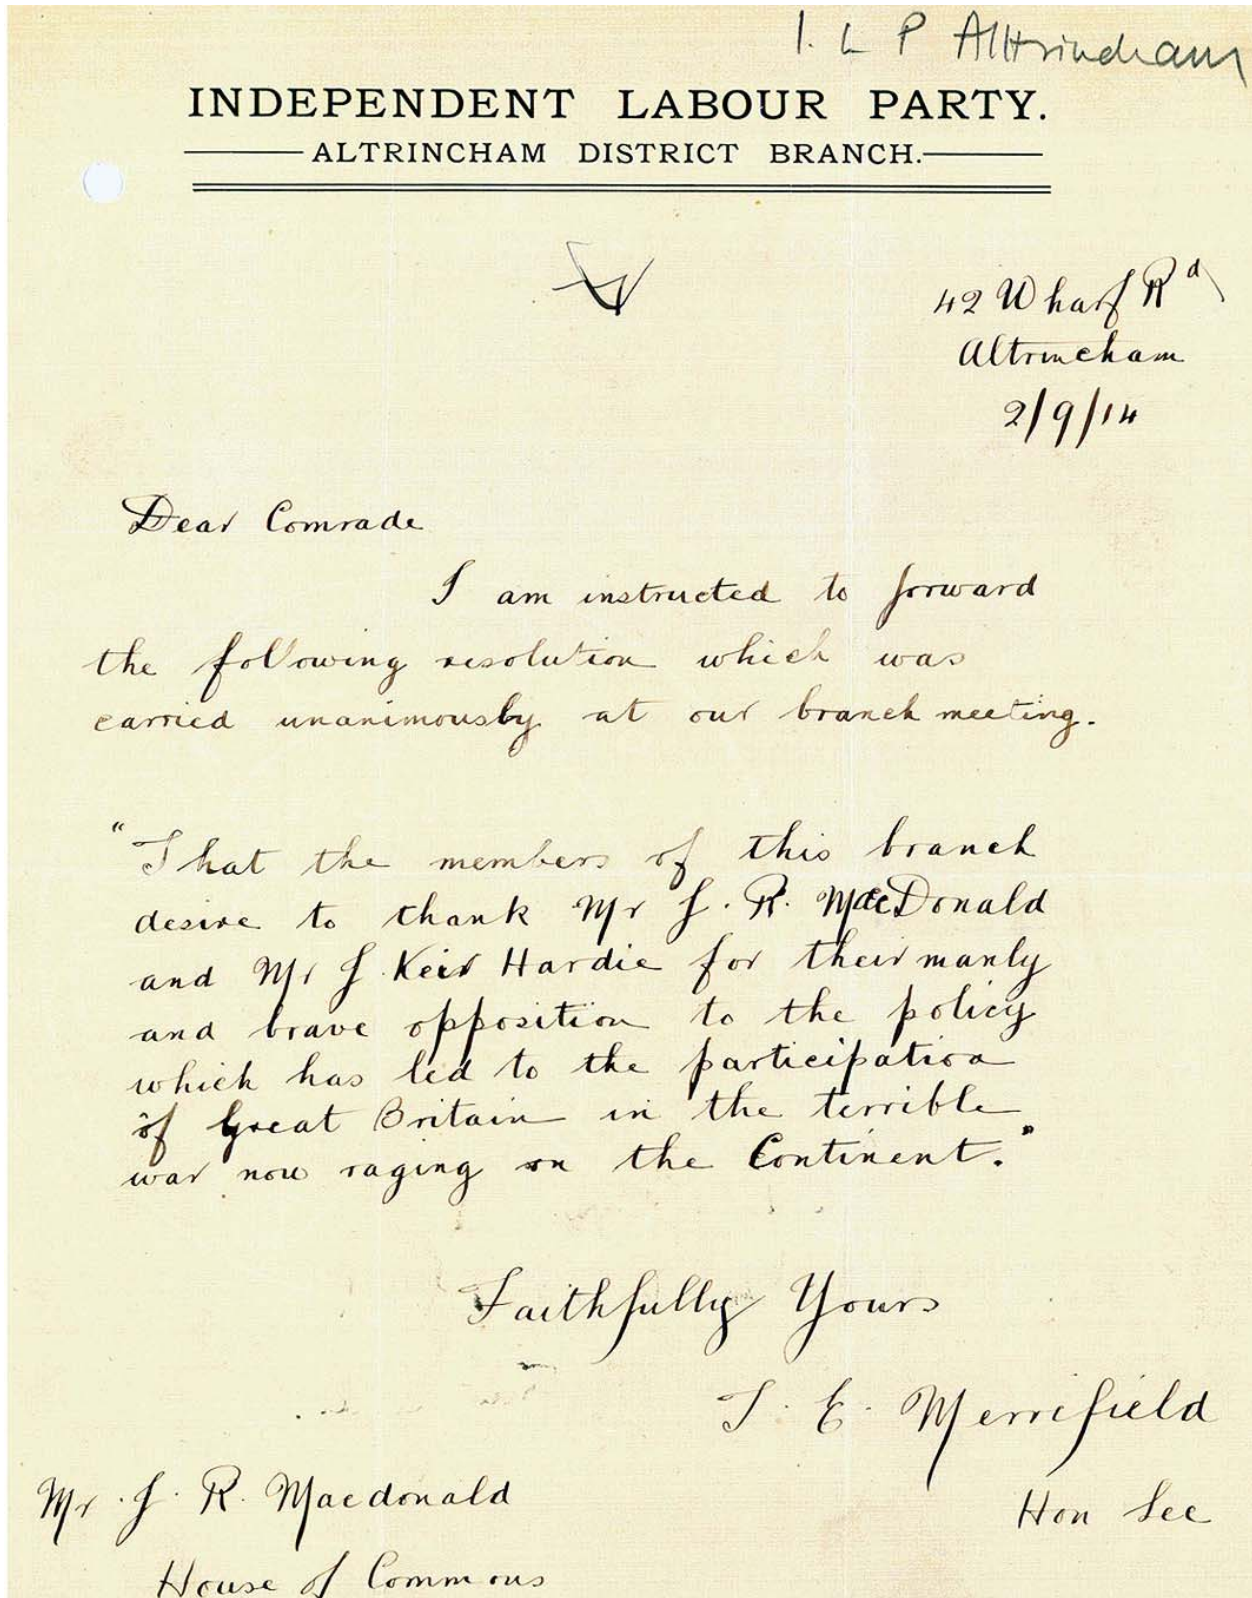 I. L P Altrincham
INDEPENDENT LABOUR PARTY.
ALTRINCHAM DISTRICT BRANCH.
42 Wharf Rd
Altrincham
2/9/14
Dear Comrade
I am instructed to forward
the following resolution which was
carried unanimously at our branch meeting.
"That the members of this branch
desire to thank Mr J. R. MacDonald
and Mr J. Keir Hardie for their manly
and brave opposition to the policy
which has led to the participation
of Great Britain in the terrible
war now raging on the Continent."
Faithfully Yours
T. E. Merrifield
Hon Sec
Mr. J. R. Macdonald
House of Commons